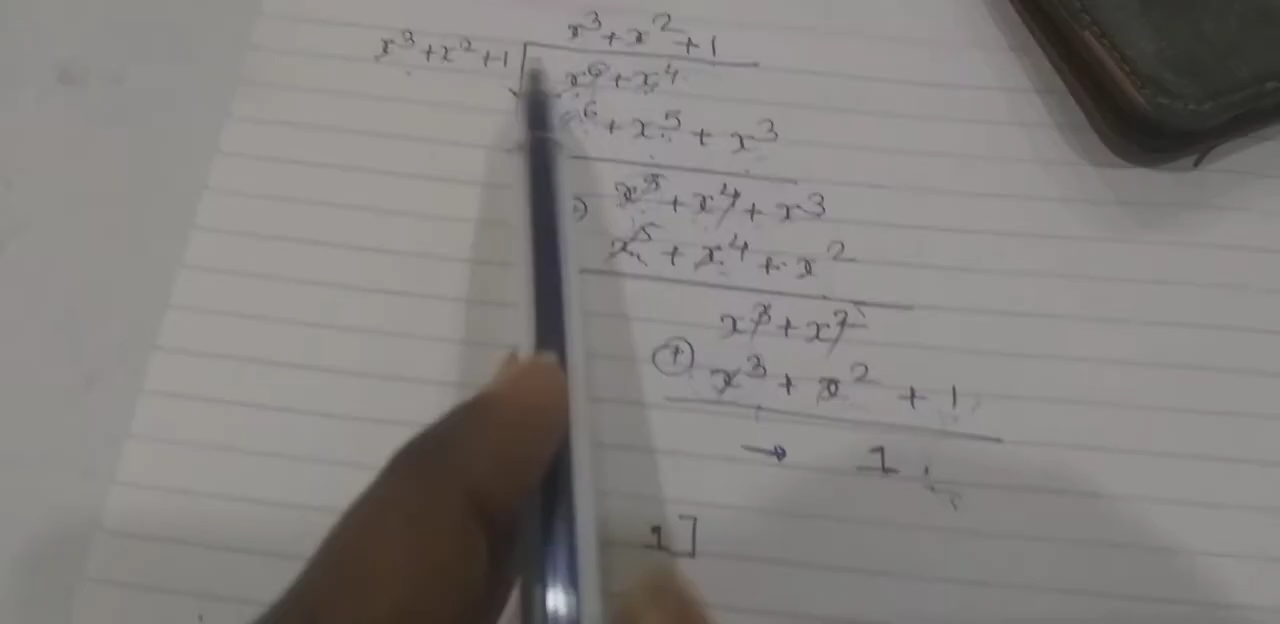 x³ + x² + 1
x³ + x² + 1
x⁶ + x⁴
x⁶ + x⁵ + x³
x⁵ + x⁴ + x³
x⁵ + x⁴ + x²
x³ + x²
⊕ x³ + x² + 1
→ 1
1]